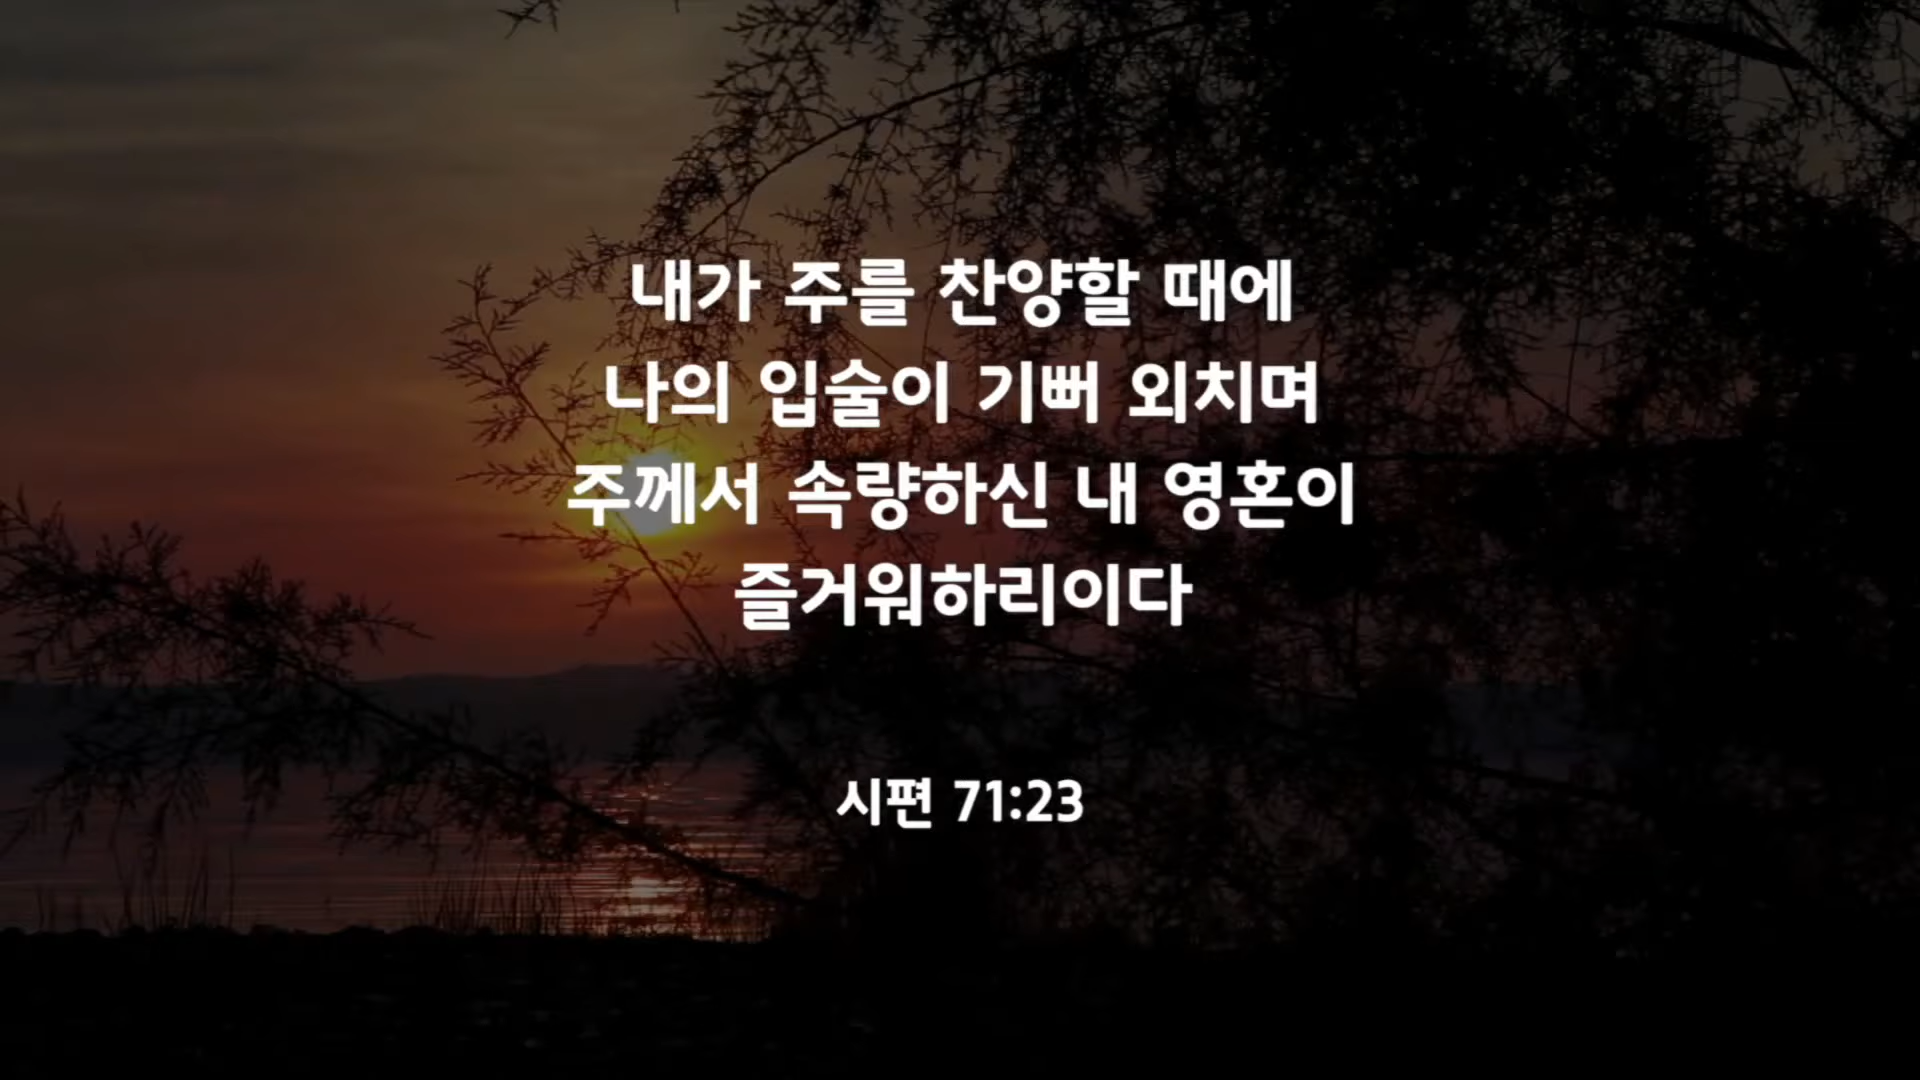 내가 주를 찬양할 때에
나의 입술이 기뻐 외치며
주께서 속량하신 내 영혼이
즐거워하리이다
시편 71:23